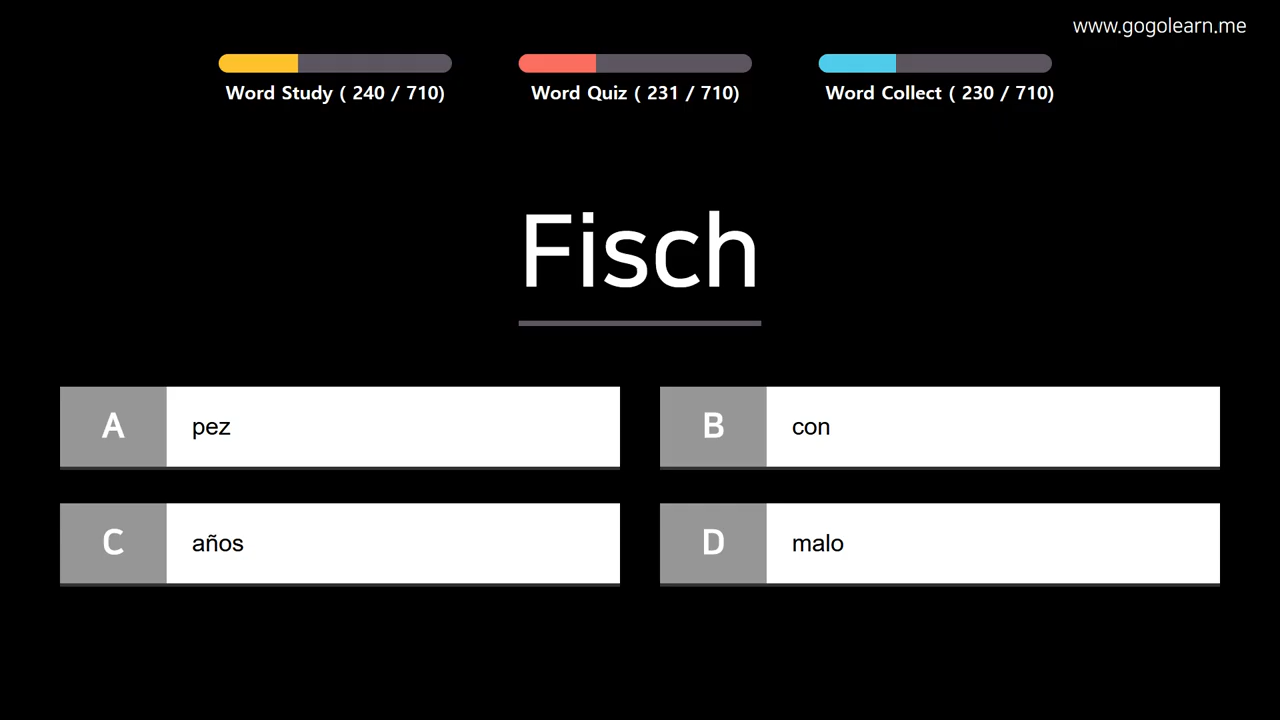 www.gogolearn.me
Word Study ( 240 / 710)
Word Quiz ( 231 / 710)
Word Collect ( 230 / 710)
Fisch
A pez
B con
C años
D malo